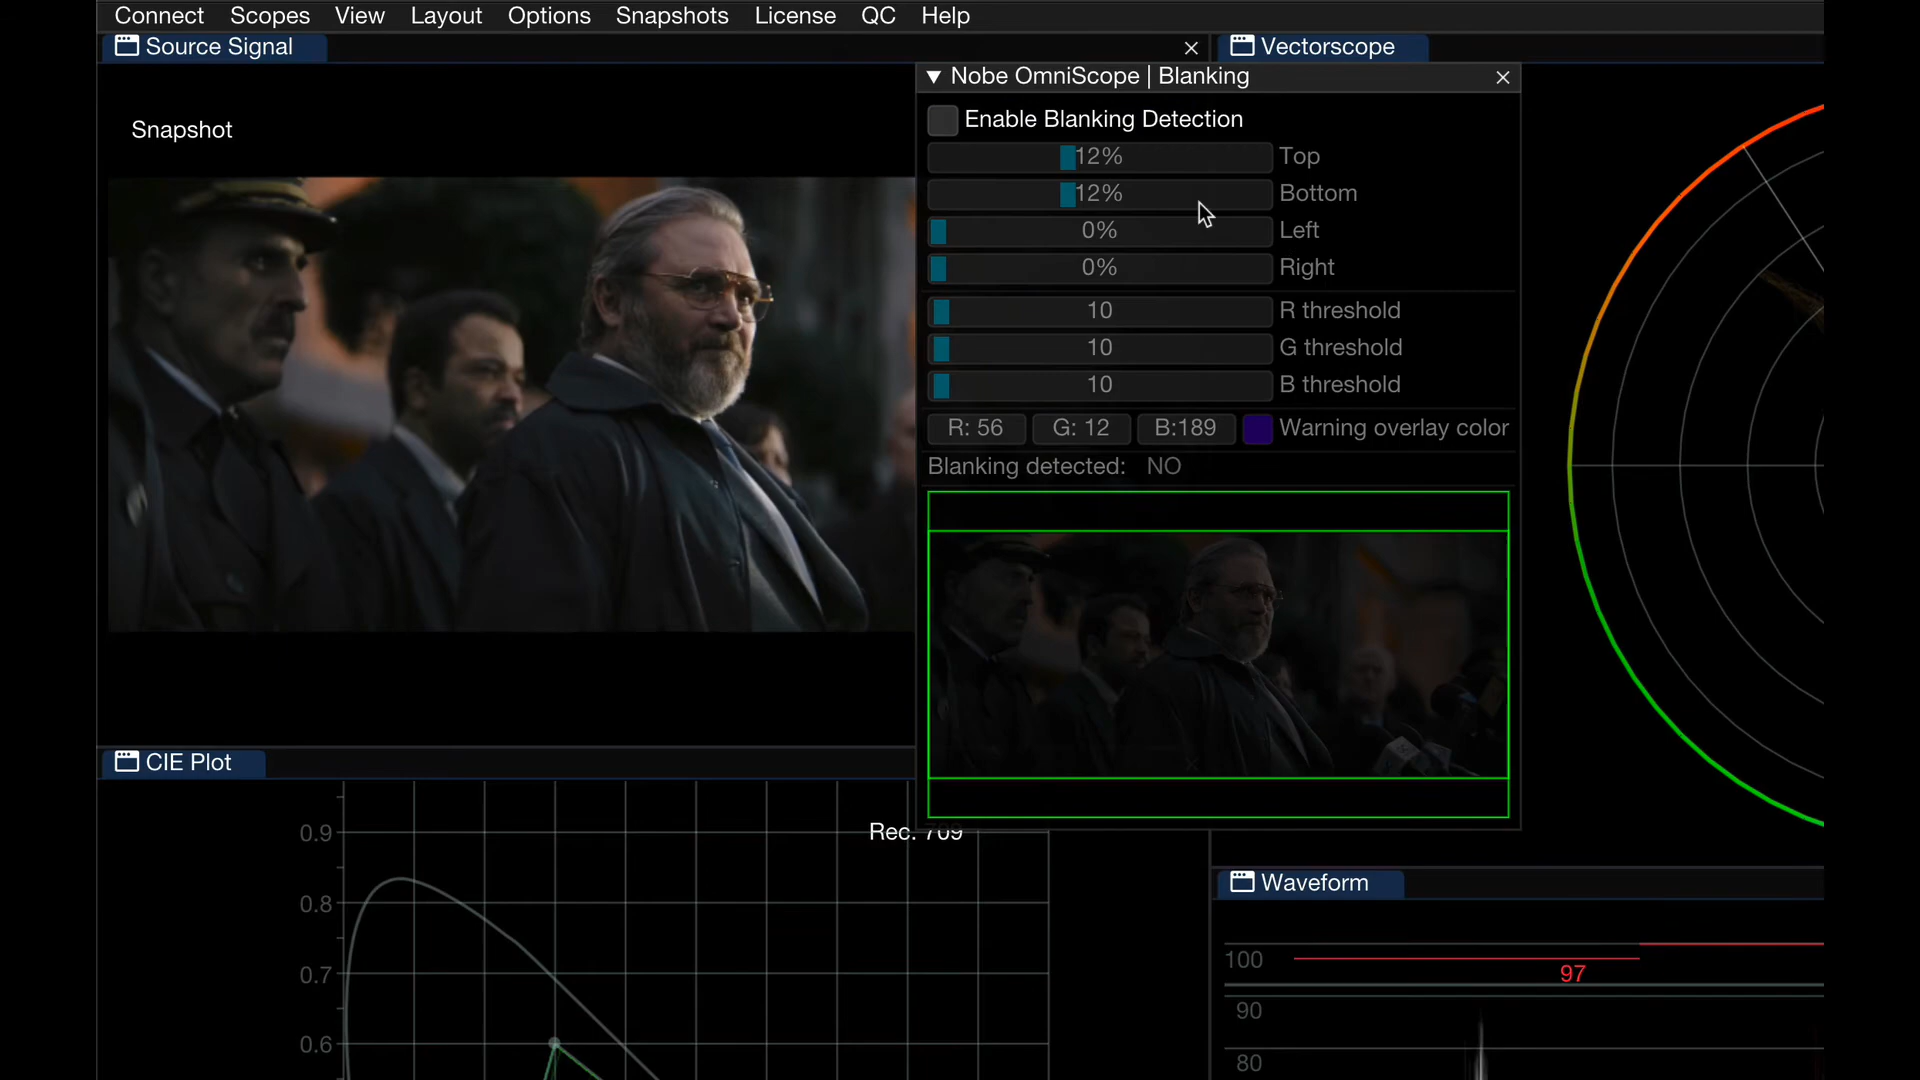 Connect Scopes View Layout Options Snapshots License QC Help
Source Signal
Vectorscope
Nobe OmniScope | Blanking
Snapshot
Enable Blanking Detection
12% Top
12% Bottom
0% Left
0% Right
10 R threshold
10 G threshold
10 B threshold
R: 56 G: 12 B:189 Warning overlay color
Blanking detected: NO
CIE Plot
Rec. 709
0.9
0.8
0.7
0.6
Waveform
100
97
90
80